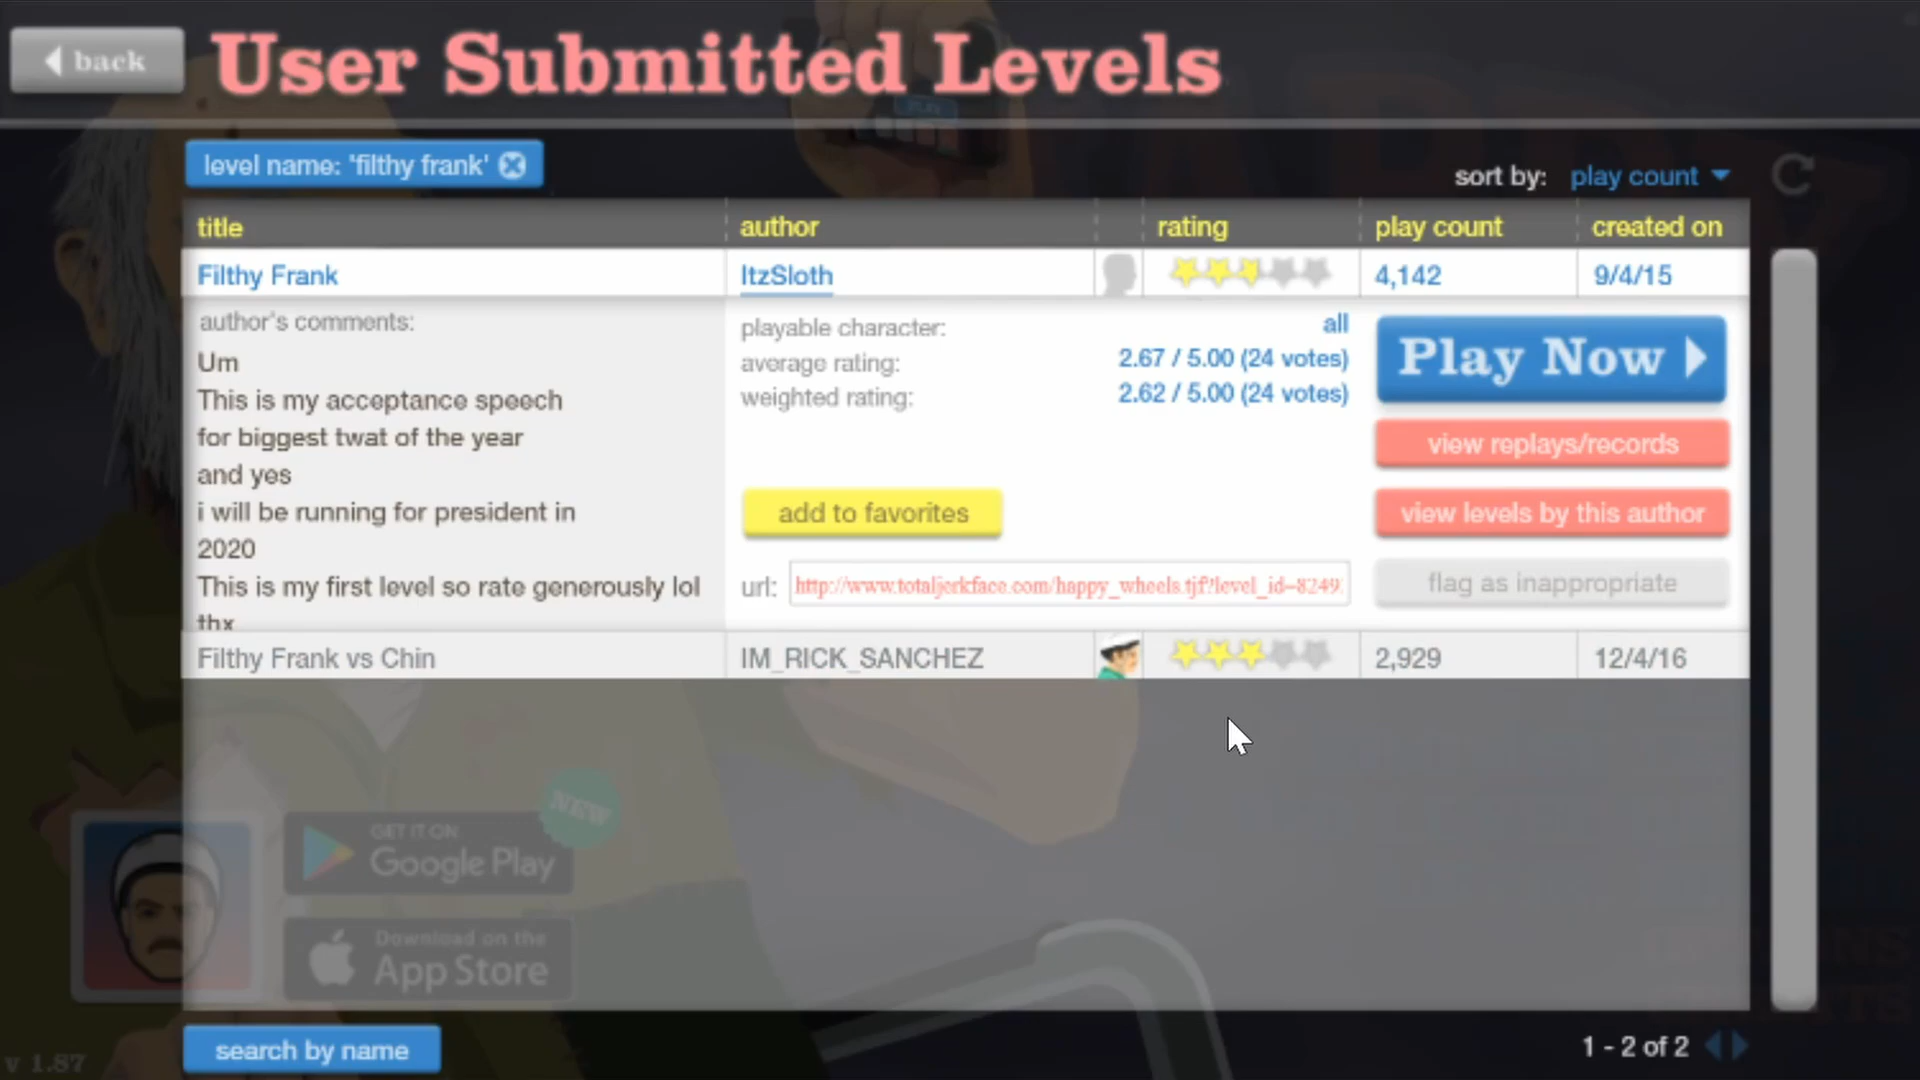 back
User Submitted Levels
level name: 'filthy frank'
sort by: play count
title author rating play count created on
Filthy Frank ItzSloth 4,142 9/4/15
author's comments:
Um
This is my acceptance speech
for biggest twat of the year
and yes
i will be running for president in
2020
This is my first level so rate generously lol
thx
playable character: all
average rating: 2.67 / 5.00 (24 votes)
weighted rating: 2.62 / 5.00 (24 votes)
add to favorites
url: http://www.totaljerkface.com/happy_wheels.tjf?level_id=8249
Play Now
view replays/records
view levels by this author
flag as inappropriate
Filthy Frank vs Chin IM_RICK_SANCHEZ 2,929 12/4/16
NEW
GET IT ON
Google Play
Download on the
App Store
search by name
1 - 2 of 2
v 1.87